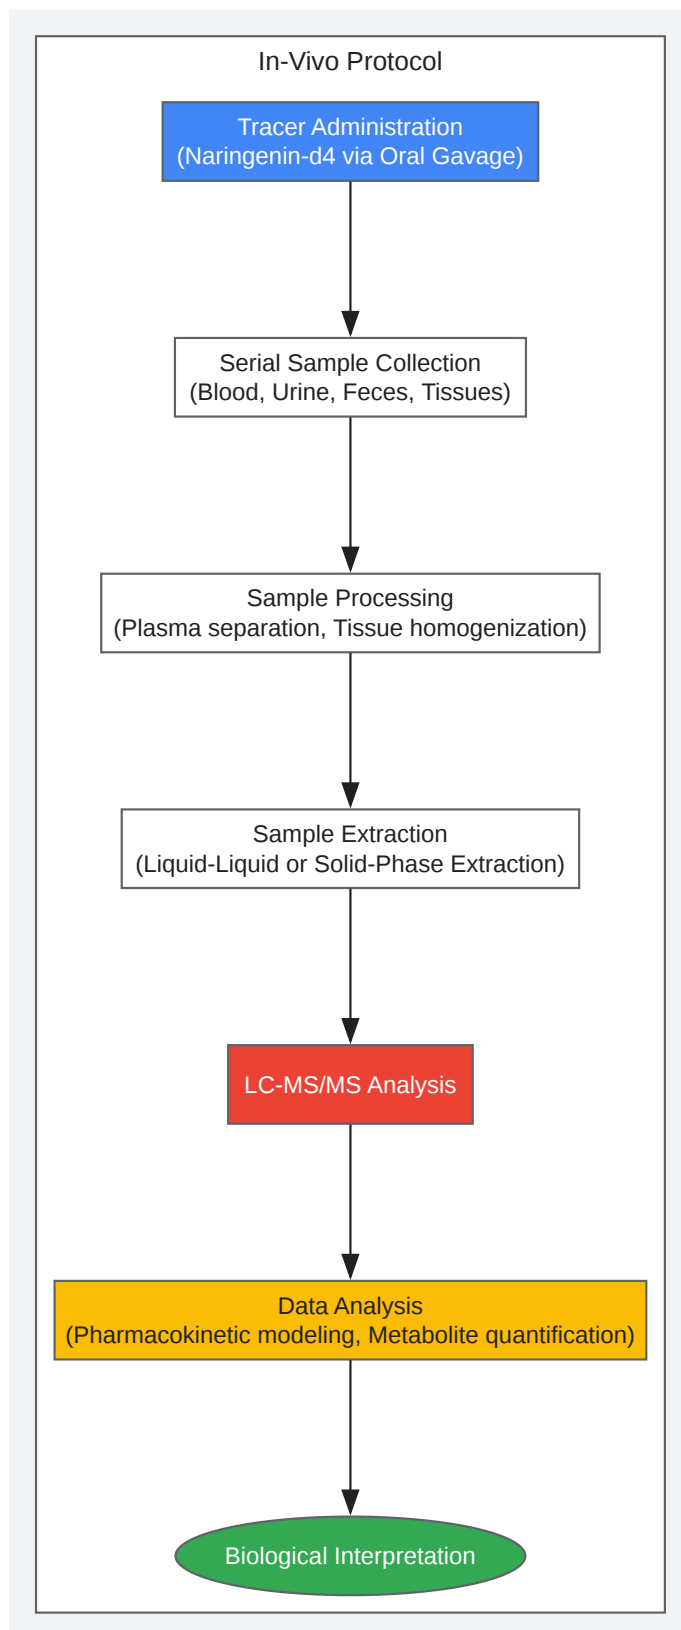 In-Vivo Protocol
Tracer Administration
(Naringenin-d4 via Oral Gavage)
Serial Sample Collection
(Blood, Urine, Feces, Tissues)
Sample Processing
(Plasma separation, Tissue homogenization)
Sample Extraction
(Liquid-Liquid or Solid-Phase Extraction)
LC-MS/MS Analysis
Data Analysis
(Pharmacokinetic modeling, Metabolite quantification)
Biological Interpretation